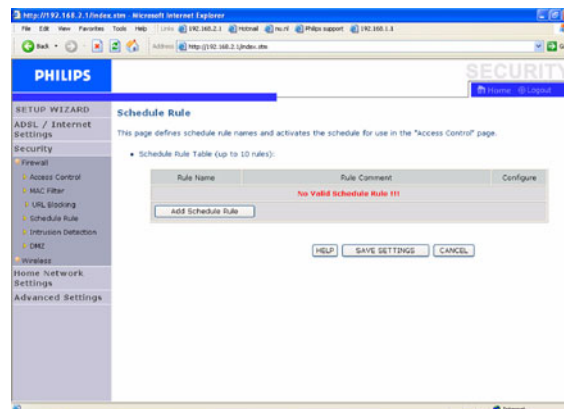 http://192.168.2.1/index.stm - Microsoft Internet Explorer
File Edit View Favorites Tools Help Links 192.168.2.1 Hotmail nu.nl Philips support 192.168.1.1
Back Address http://192.168.2.1/index.stm
PHILIPS
SECURITY
Home Logout
SETUP WIZARD
ADSL / Internet Settings
Security
Firewall
Access Control
MAC Filter
URL Blocking
Schedule Rule
Intrusion Detection
DMZ
Wireless
Home Network Settings
Advanced Settings
Schedule Rule
This page defines schedule rule names and activates the schedule for use in the "Access Control" page.
Schedule Rule Table (up to 10 rules):
Rule Name Rule Comment Configure
No Valid Schedule Rule !!!
Add Schedule Rule
HELP SAVE SETTINGS CANCEL
Internet